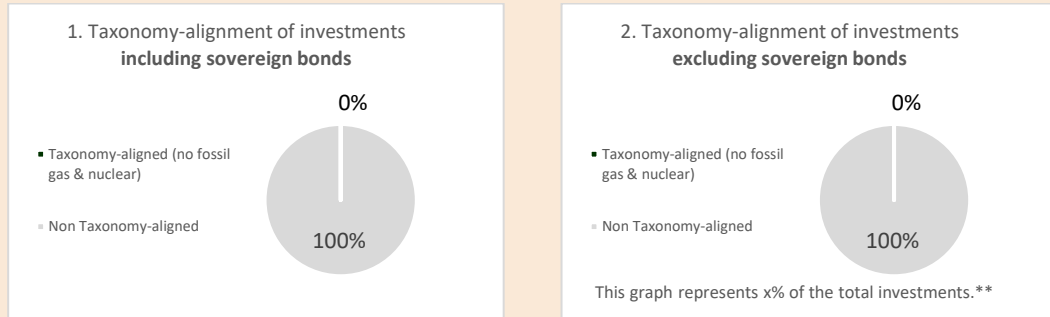 1. Taxonomy-alignment of investments
including sovereign bonds
0%
Taxonomy-aligned (no fossil
gas & nuclear)
Non Taxonomy-aligned
100%
2. Taxonomy-alignment of investments
excluding sovereign bonds
0%
Taxonomy-aligned (no fossil
gas & nuclear)
Non Taxonomy-aligned
100%
This graph represents x% of the total investments.**